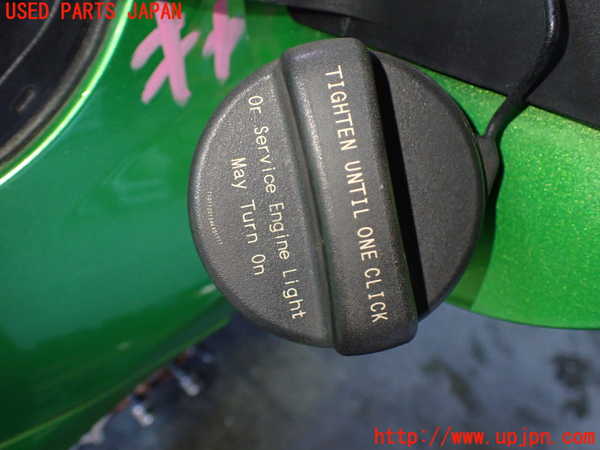 USED PARTS JAPAN
TIGHTEN UNTIL ONE CLICK
Or Service Engine Light
May Turn On
http://www.upjpn.com/